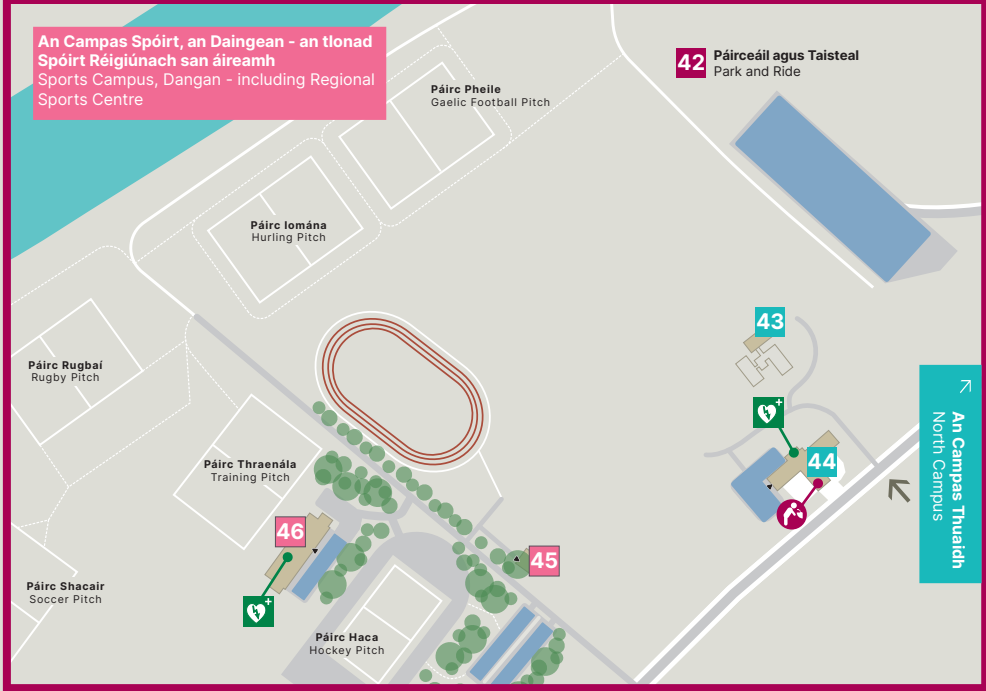 An Campas Spóirt, an Daingean - an tIonad
Spóirt Réigiúnach san áireamh
Sports Campus, Dangan - including Regional
Sports Centre
42
Páirceáil agus Taisteal
Park and Ride
Páirc Pheile
Gaelic Football Pitch
Páirc Iomána
Hurling Pitch
43
Páirc Rugbaí
Rugby Pitch
An Campas Thuaidh
North Campus
44
Páirc Thraenála
Training Pitch
46
45
Páirc Shacair
Soccer Pitch
Páirc Haca
Hockey Pitch